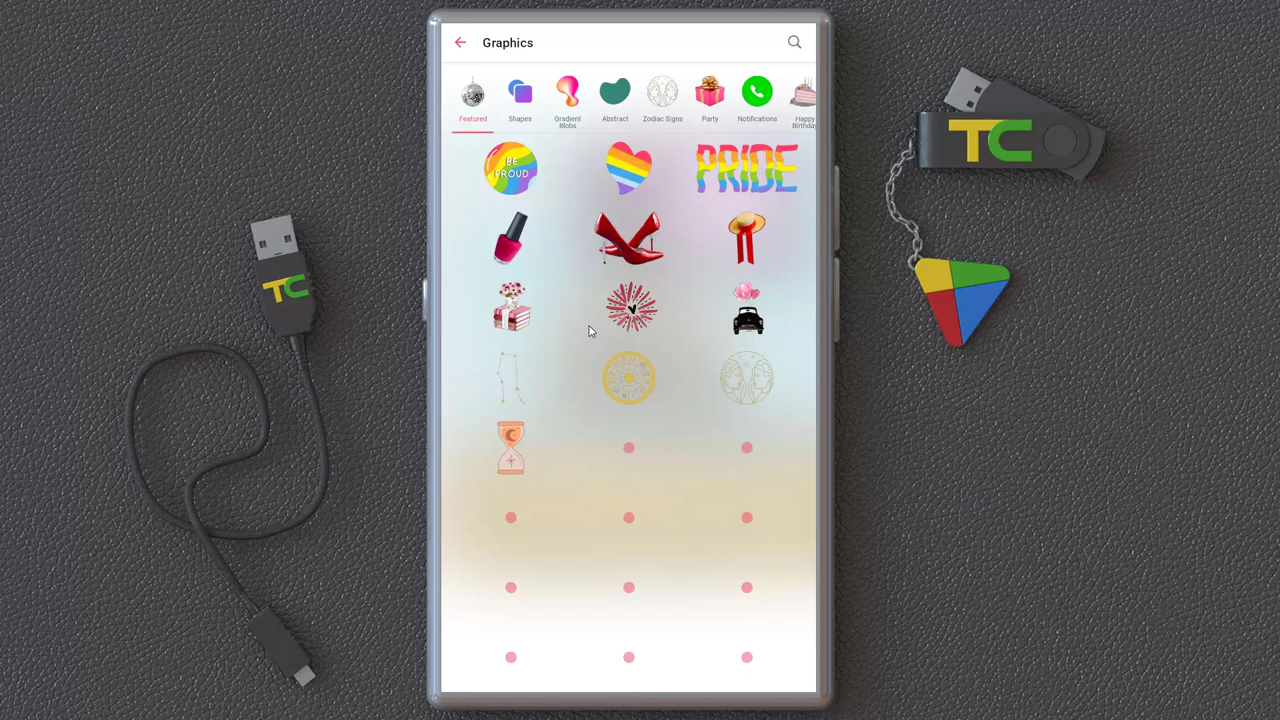 Graphics
Featured
Shapes
Gradient
Blobs
Abstract
Zodiac Signs
Party
Notifications
Happy
Birthday
BE
PROUD
PRIDE
TC
TC